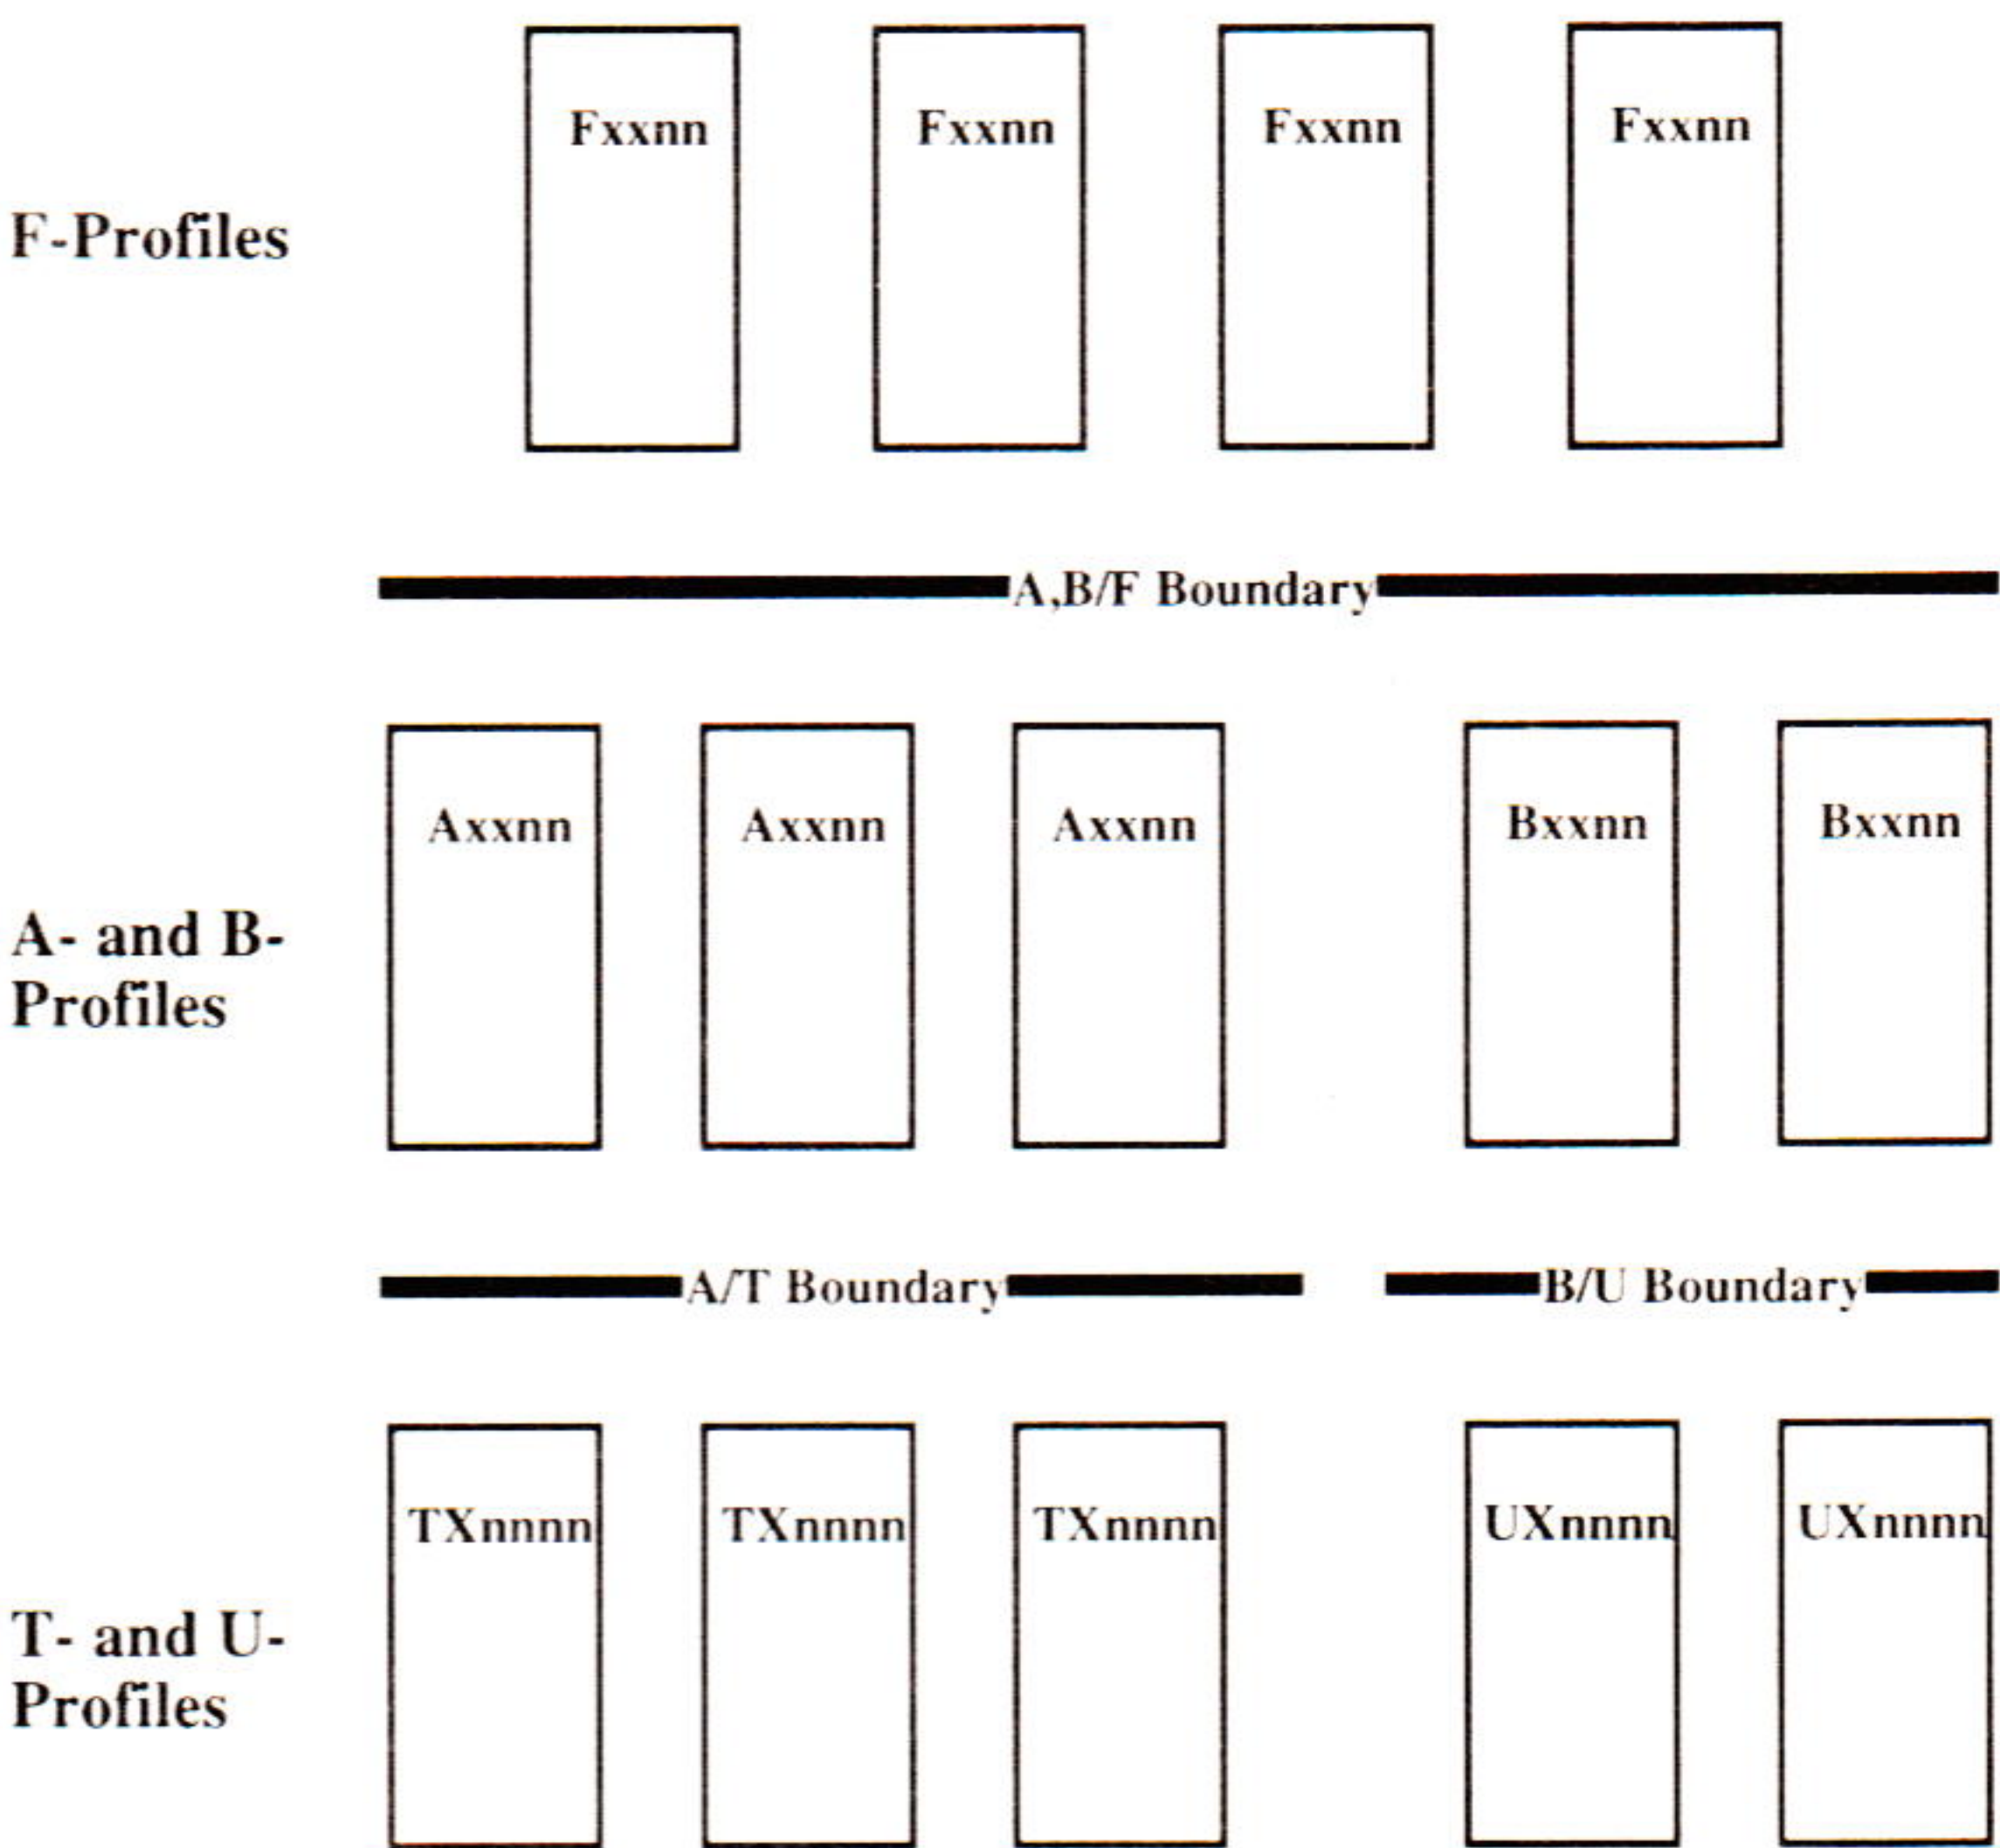 Fxxnn Fxxnn Fxxnn Fxxnn
F-Profiles
A,B/F Boundary
Axxnn Axxnn Axxnn Bxxnn Bxxnn
A- and B-
Profiles
A/T Boundary B/U Boundary
TXnnnn TXnnnn TXnnnn UXnnnn UXnnnn
T- and U-
Profiles